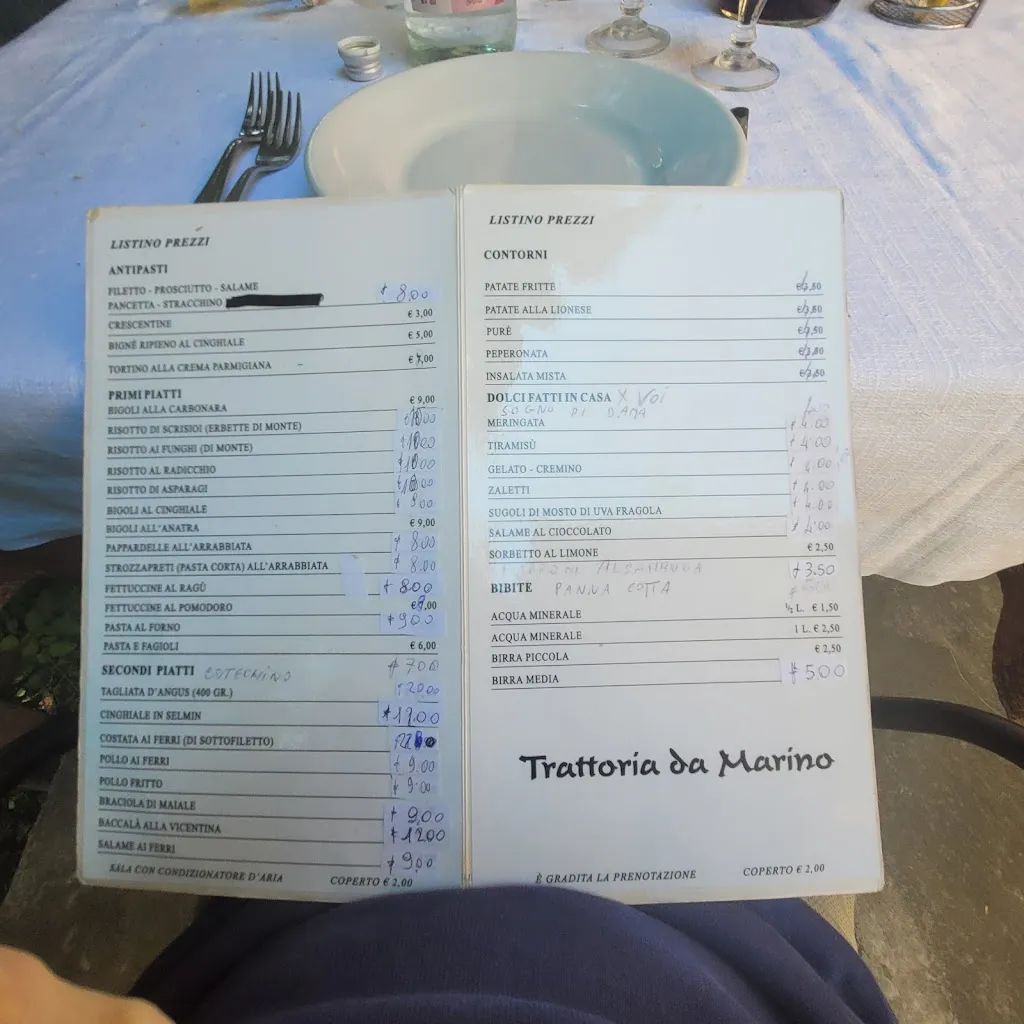 LISTINO PREZZI
ANTIPASTI
FILETTO - PROSCIUTTO - SALAME
PANCETTA - STRACCHINO € 8,00
CRESCENTINE € 3,00
BIGNÈ RIPIENO AL CINGHIALE € 5,00
TORTINO ALLA CREMA PARMIGIANA
PRIMI PIATTI
BIGOLI ALLA CARBONARA € 9,00
RISOTTO DI SCRISIOI (ERBETTE DI MONTE)
RISOTTO AI FUNGHI (DI MONTE)
RISOTTO AL RADICCHIO
RISOTTO DI ASPARAGI
BIGOLI AL CINGHIALE € 9.00
BIGOLI ALL'ANATRA € 9,00
PAPPARDELLE ALL'ARRABBIATA € 8.00
STROZZAPRETI (PASTA CORTA) ALL'ARRABBIATA € 8.00
FETTUCCINE AL RAGÙ € 8.00
FETTUCCINE AL POMODORO
PASTA AL FORNO € 9.00
PASTA E FAGIOLI € 6,00
SECONDI PIATTI COTECHINO € 7.00
TAGLIATA D'ANGUS (400 GR.)
CINGHIALE IN SELMIN
COSTATA AI FERRI (DI SOTTOFILETTO)
POLLO AI FERRI € 9.00
POLLO FRITTO € 9.00
BRACIOLA DI MAIALE € 9,00
BACCALÀ ALLA VICENTINA € 12.00
SALAME AI FERRI € 9,00
SALA CON CONDIZIONATORE D'ARIA COPERTO € 2,00
LISTINO PREZZI
CONTORNI
PATATE FRITTE
PATATE ALLA LIONESE
PURÈ
PEPERONATA
INSALATA MISTA
DOLCI FATTI IN CASA X VOI
SOGNO DI DAMA
MERINGATA € 4.00
TIRAMISÙ € 4.00
GELATO - CREMINO € 4.00
ZALETTI € 4.00
SUGOLI DI MOSTO DI UVA FRAGOLA € 4.00
SALAME AL CIOCCOLATO € 4.00
SORBETTO AL LIMONE € 2,50
€ 3.50
BIBITE PANNA COTTA
ACQUA MINERALE ½ L. € 1,50
ACQUA MINERALE 1 L. € 2,50
BIRRA PICCOLA € 2,50
BIRRA MEDIA € 5.00
Trattoria da Marino
È GRADITA LA PRENOTAZIONE COPERTO € 2,00